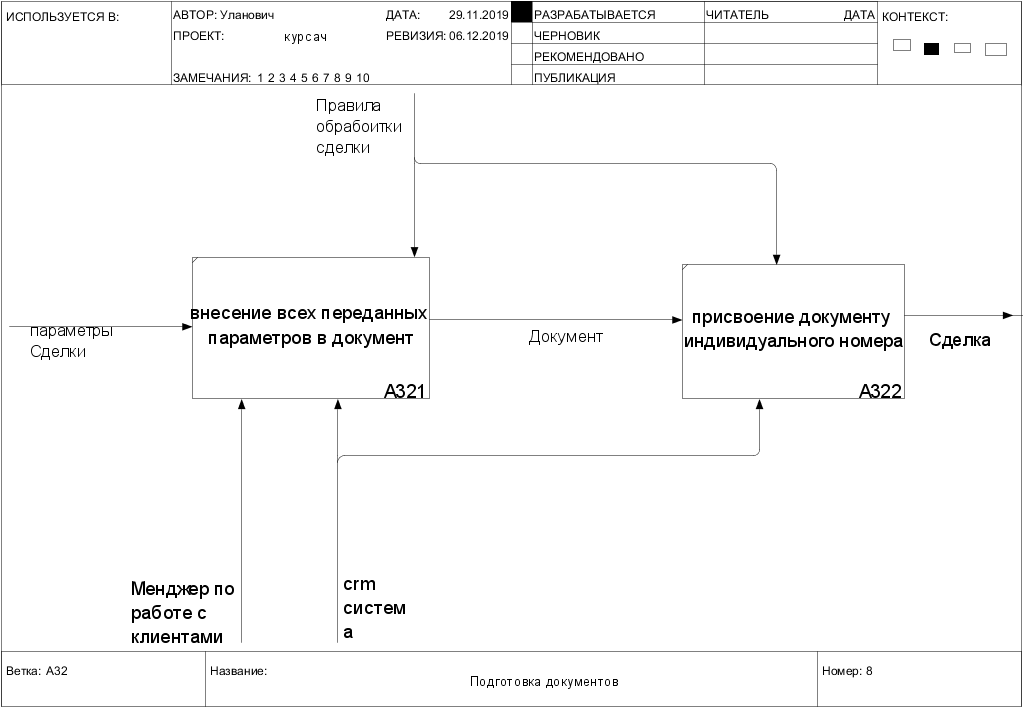 ИСПОЛЬЗУЕТСЯ В:
АВТОР: Уланович
ДАТА: 29.11.2019
РАЗРАБАТЫВАЕТСЯ
ЧИТАТЕЛЬ
ДАТА
КОНТЕКСТ:
ПРОЕКТ: курсач
РЕВИЗИЯ: 06.12.2019
ЧЕРНОВИК
РЕКОМЕНДОВАНО
ЗАМЕЧАНИЯ: 1 2 3 4 5 6 7 8 9 10
ПУБЛИКАЦИЯ
Правила
обрабоитки
сделки
параметры
Сделки
внесение всех переданных
параметров в документ
A321
Документ
присвоение документу
индивидуального номера
A322
Сделка
Менджер по
работе с
клиентами
crm
систем
а
Ветка: A32
Название:
Подготовка документов
Номер: 8